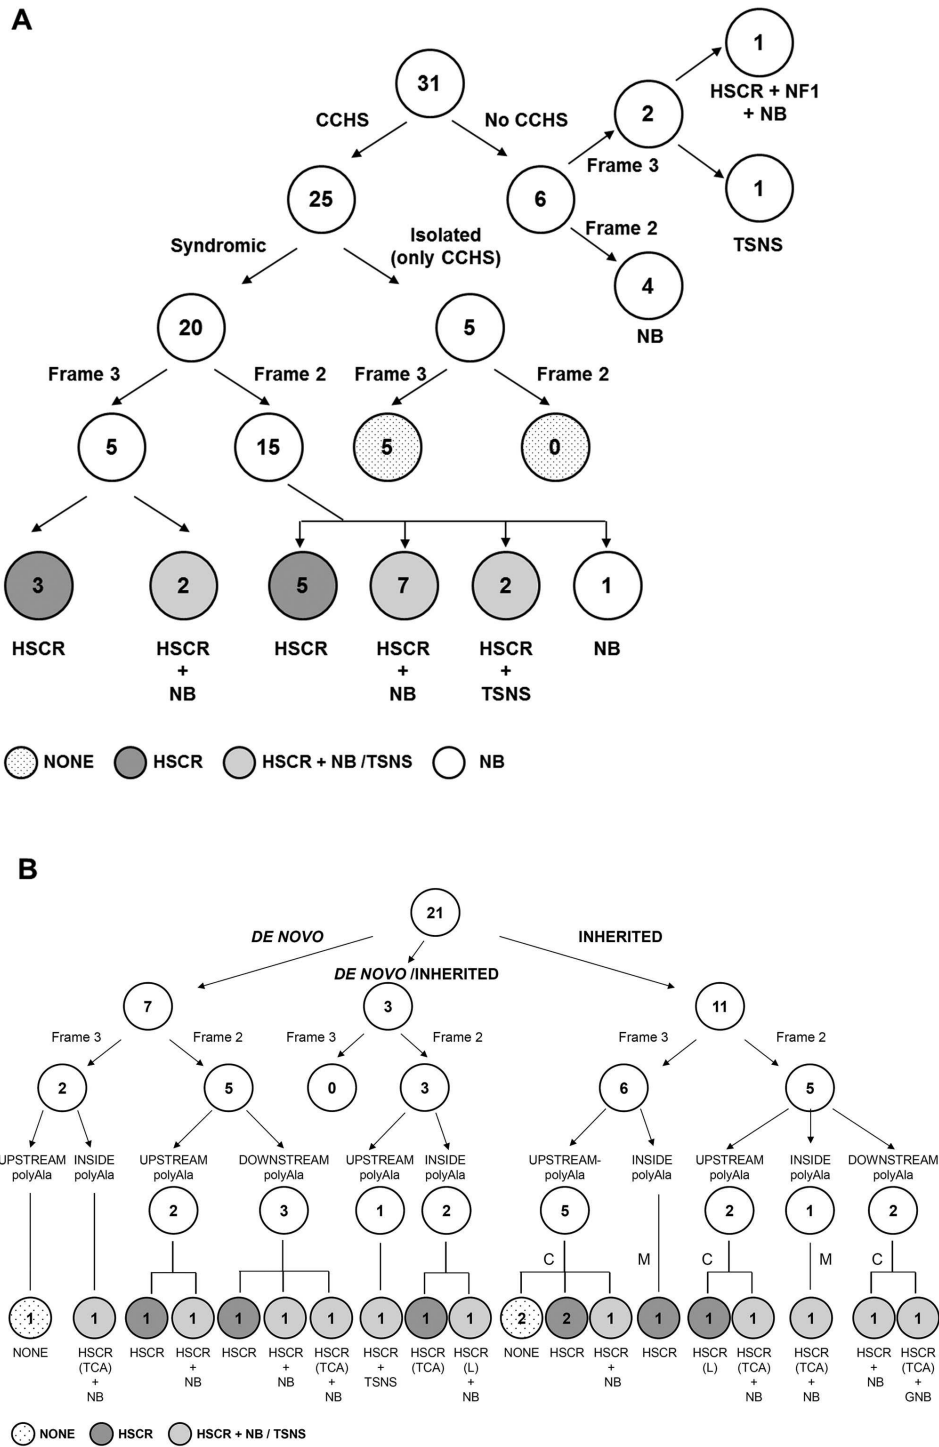 A
31
1
HSCR + NF1
+ NB
CCHS
No CCHS
2
Frame 3
25
6
1
TSNS
Syndromic
Isolated
(only CCHS)
Frame 2
4
NB
20
5
Frame 3
Frame 2
Frame 3
Frame 2
5
15
5
0
3
2
5
7
2
1
HSCR
HSCR
+
NB
HSCR
HSCR
+
NB
HSCR
+
TSNS
NB
NONE
HSCR
HSCR + NB /TSNS
NB
B
21
DE NOVO
INHERITED
DE NOVO /INHERITED
7
3
11
Frame 3
Frame 2
Frame 3
Frame 2
Frame 3
Frame 2
2
5
0
3
6
5
UPSTREAM
polyAla
INSIDE
polyAla
UPSTREAM
polyAla
DOWNSTREAM
polyAla
UPSTREAM
polyAla
INSIDE
polyAla
UPSTREAM-
polyAla
INSIDE
polyAla
UPSTREAM
polyAla
INSIDE
polyAla
DOWNSTREAM
polyAla
2
3
1
2
5
2
1
2
C
M
C
M
C
1
1
1
1
1
1
1
1
1
1
2
2
1
1
1
1
1
1
1
NONE
HSCR
(TCA)
+
NB
HSCR
HSCR
+
NB
HSCR
HSCR
+
NB
HSCR
(TCA)
+
NB
HSCR
+
TSNS
HSCR
(TCA)
HSCR
(L)
+
NB
NONE
HSCR
HSCR
+
NB
HSCR
HSCR
(L)
HSCR
(TCA)
+
NB
HSCR
(TCA)
+
NB
HSCR
+
NB
HSCR
(TCA)
+
GNB
NONE
HSCR
HSCR + NB / TSNS